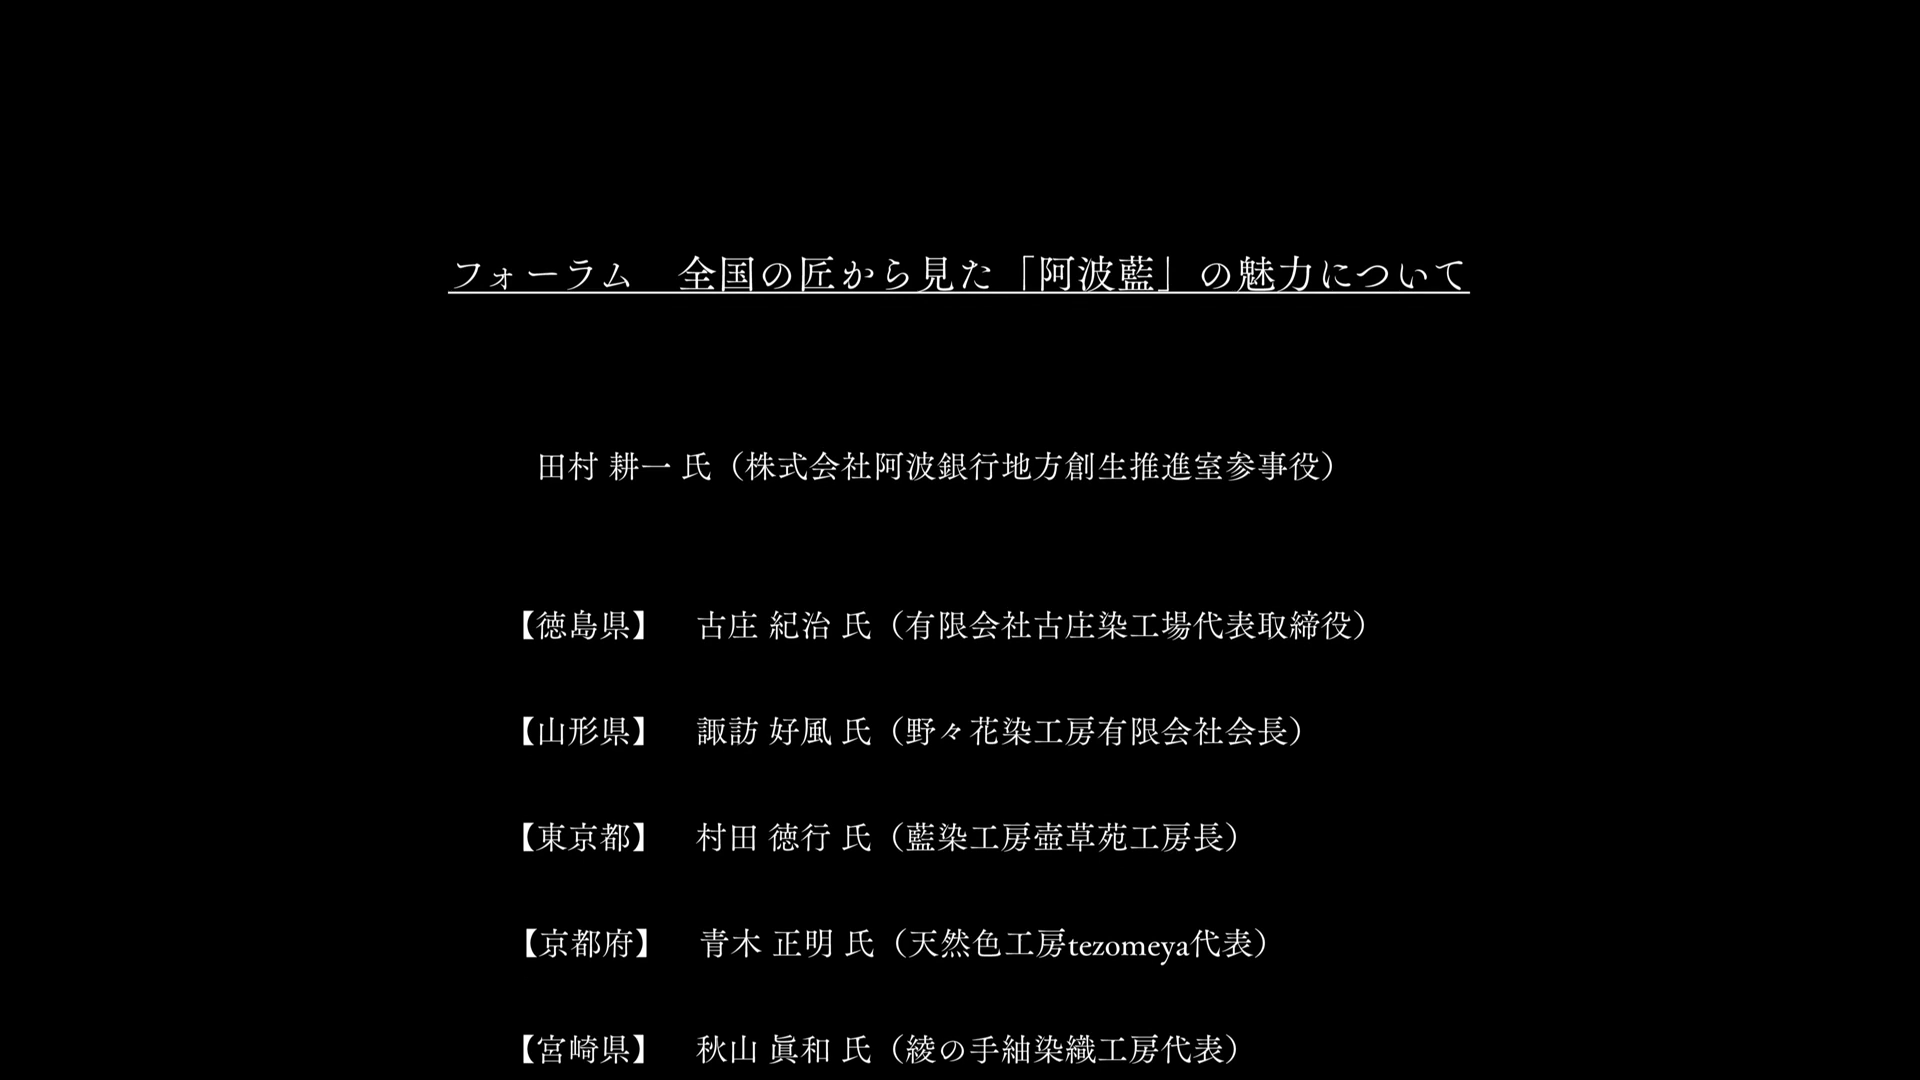 フォーラム　全国の匠から見た「阿波藍」の魅力について
田村 耕一 氏（株式会社阿波銀行地方創生推進室参事役）
【徳島県】　古庄 紀治 氏（有限会社古庄染工場代表取締役）
【山形県】　諏訪 好風 氏（野々花染工房有限会社会長）
【東京都】　村田 徳行 氏（藍染工房壺草苑工房長）
【京都府】　青木 正明 氏（天然色工房tezomeya代表）
【宮崎県】　秋山 眞和 氏（綾の手紬染織工房代表）